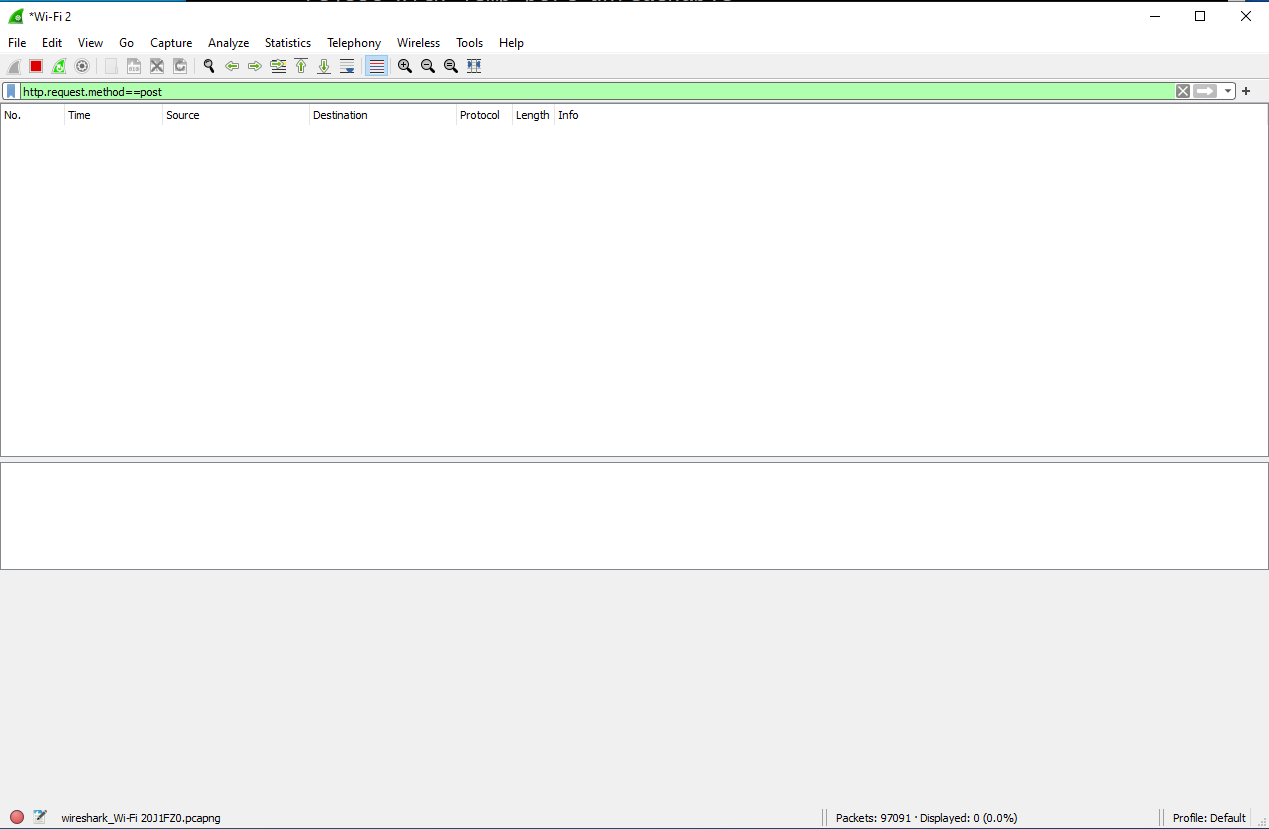 *Wi-Fi 2
File Edit View Go Capture Analyze Statistics Telephony Wireless Tools Help
http.request.method==post
No. Time Source Destination Protocol Length Info
wireshark_Wi-Fi 20J1FZ0.pcapng Packets: 97091 · Displayed: 0 (0.0%) Profile: Default